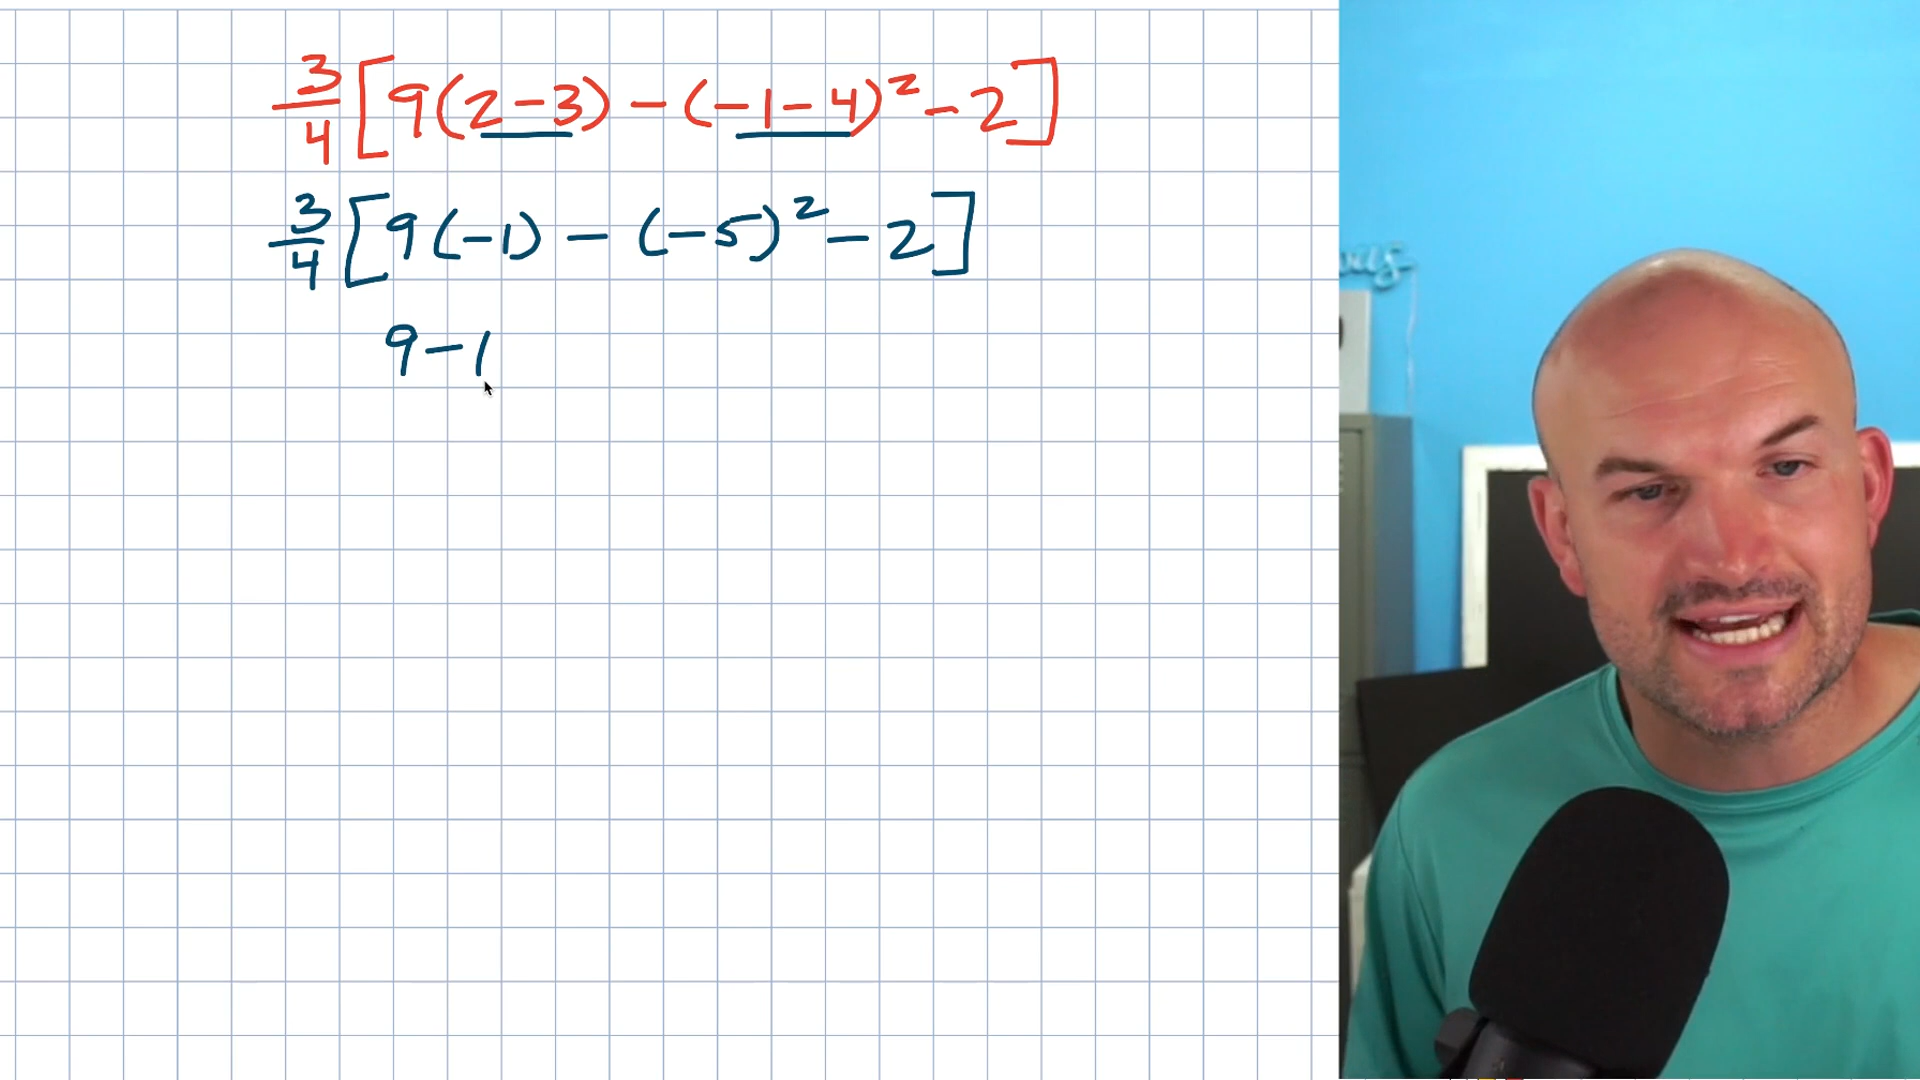 3/4 [9(2-3) - (-1-4)² - 2]
3/4 [9(-1) - (-5)² - 2]
9-1